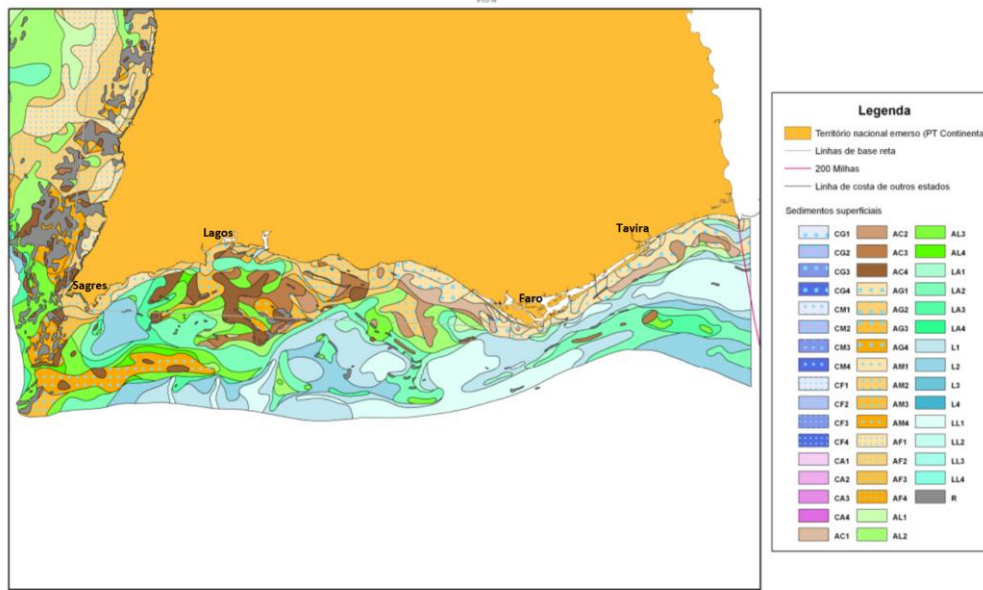 Lagos
Tavira
Sagres
Faro
Legenda
Território nacional emerso (PT Continenta
Linhas de base reta
200 Milhas
Linha de costa de outros estados
Sedimentos superficiais
CG1 AC2 AL3
CG2 AC3 AL4
CG3 AC4 LA1
CG4 AG1 LA2
CM1 AG2 LA3
CM2 AG3 LA4
CM3 AG4 L1
CM4 AM1 L2
CF1 AM2 L3
CF2 AM3 L4
CF3 AM4 LL1
CF4 AF1 LL2
CA1 AF2 LL3
CA2 AF3 LL4
CA3 AF4 R
CA4 AL1
AC1 AL2